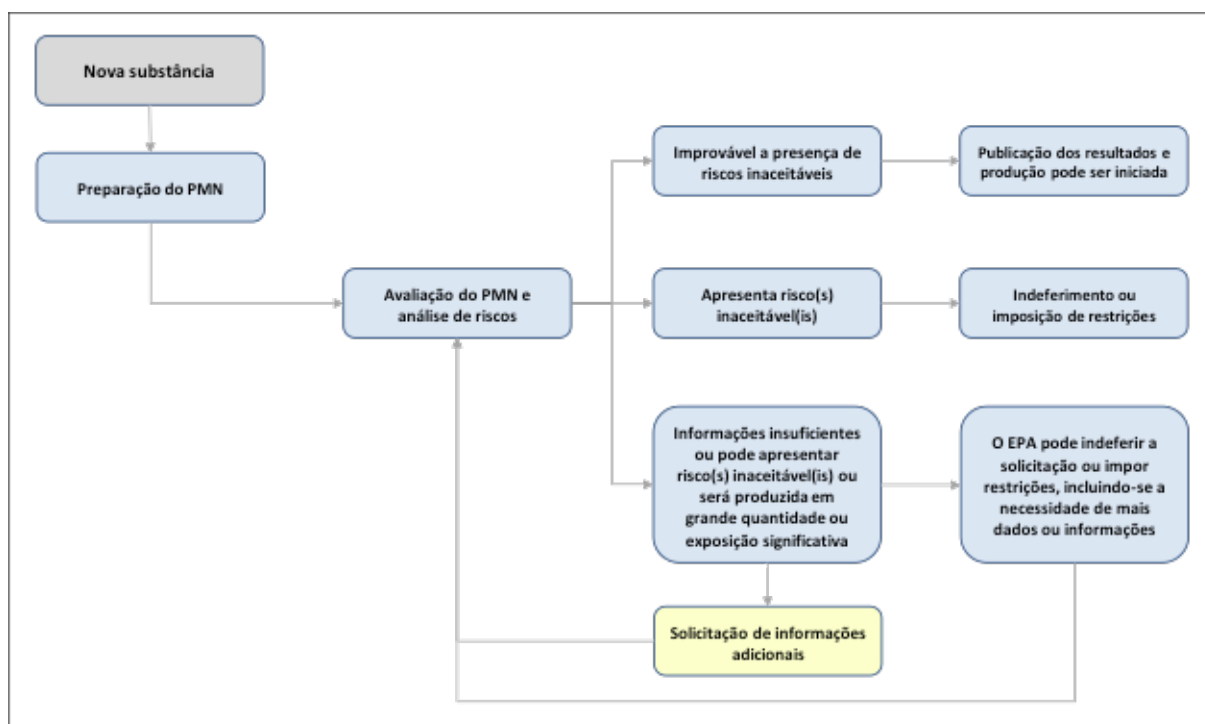 Nova substância
Preparação do PMN
Avaliação do PMN e
análise de riscos
Improvável a presença de
riscos inaceitáveis
Publicação dos resultados e
produção pode ser iniciada
Apresenta risco(s)
inaceitável(is)
Indeferimento ou
imposição de restrições
Informações insuficientes
ou pode apresentar
risco(s) inaceitável(is) ou
será produzida em
grande quantidade ou
exposição significativa
O EPA pode indeferir a
solicitação ou impor
restrições, incluindo-se a
necessidade de mais
dados ou informações
Solicitação de informações
adicionais